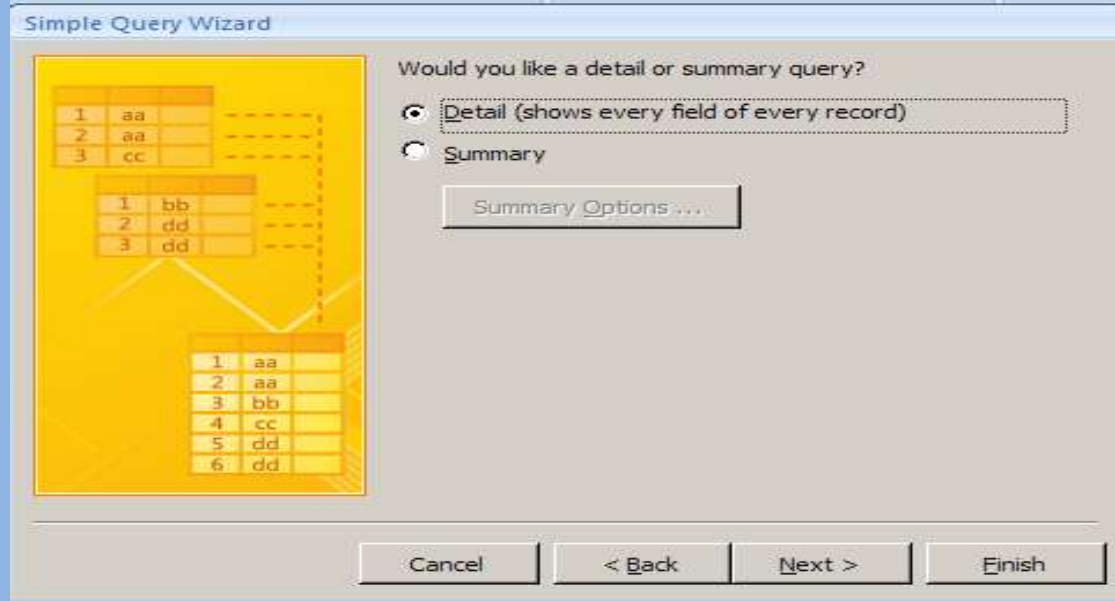 Simple Query Wizard
Would you like a detail or summary query?
Detail (shows every field of every record)
Summary
Summary Options ...
1 aa
2 aa
3 cc
1 bb
2 dd
3 dd
1 aa
2 aa
3 bb
4 cc
5 dd
6 dd
Cancel
< Back
Next >
Finish